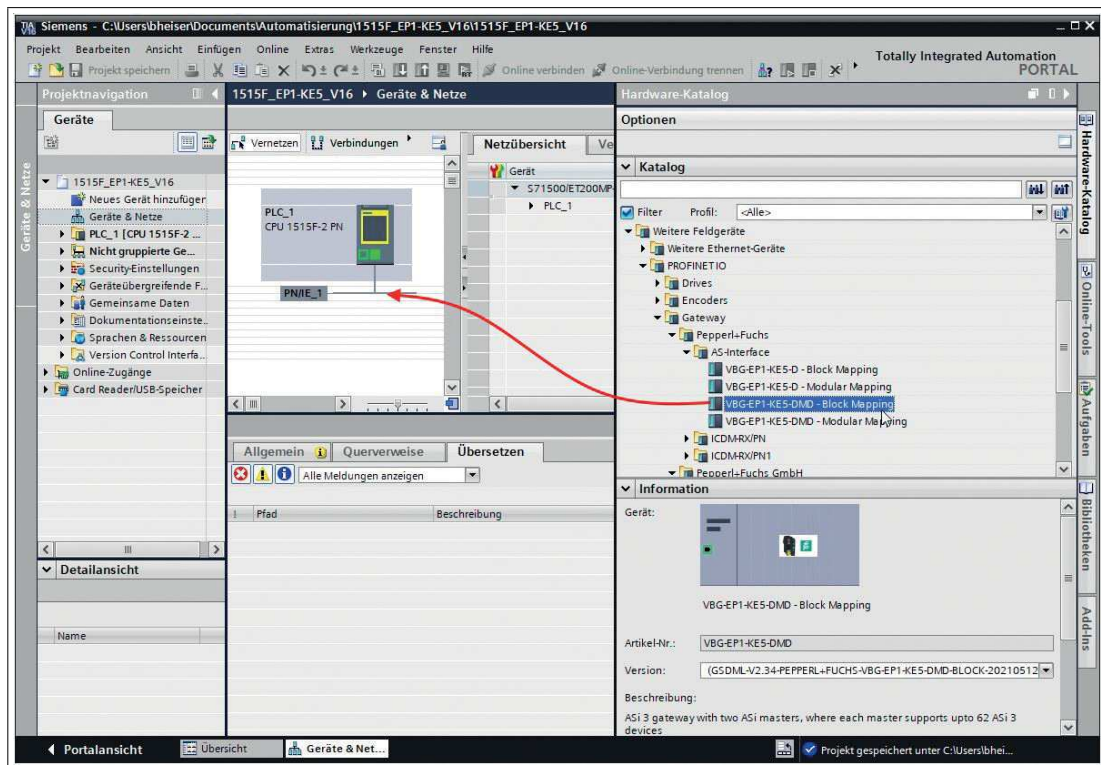 Siemens - C:\Users\bheiser\Documents\Automatisierung\1515F_EP1-KE5_V16\1515F_EP1-KE5_V16
Projekt Bearbeiten Ansicht Einfügen Online Extras Werkzeuge Fenster Hilfe
Projekt speichern
Online verbinden
Online-Verbindung trennen
Totally Integrated Automation
PORTAL
Projektnavigation
Geräte
Geräte & Netze
1515F_EP1-KE5_V16
Neues Gerät hinzufügen
Geräte & Netze
PLC_1 [CPU 1515F-2 ...
Nicht gruppierte Ge...
Security-Einstellungen
Geräteübergreifende F...
Gemeinsame Daten
Dokumentationseinste...
Sprachen & Ressourcen
Version Control Interfa...
Online-Zugänge
Card Reader/USB-Speicher
Detailansicht
Name
1515F_EP1-KE5_V16 Geräte & Netze
Vernetzen Verbindungen
PLC_1
CPU 1515F-2 PN
PN/IE_1
Netzübersicht Ve
Gerät
S71500/ET200MP-
PLC_1
Allgemein Querverweise Übersetzen
Alle Meldungen anzeigen
! Pfad Beschreibung
Hardware-Katalog
Optionen
Katalog
Filter Profil: <Alle>
Weitere Feldgeräte
Weitere Ethernet-Geräte
PROFINET IO
Drives
Encoders
Gateway
Pepperl+Fuchs
AS-Interface
VBG-EP1-KE5-D - Block Mapping
VBG-EP1-KE5-D - Modular Mapping
VBG-EP1-KE5-DMD - Block Mapping
VBG-EP1-KE5-DMD - Modular Mapping
ICDM-RX/PN
ICDM-RX/PN1
Pepperl+Fuchs GmbH
Information
Gerät:
VBG-EP1-KE5-DMD - Block Mapping
Artikel-Nr.: VBG-EP1-KE5-DMD
Version: (GSDML-V2.34-PEPPERL+FUCHS-VBG-EP1-KE5-DMD-BLOCK-20210512
Beschreibung:
ASi 3 gateway with two ASi masters, where each master supports upto 62 ASi 3
devices
Hardware-Katalog
Online-Tools
Aufgaben
Bibliotheken
Add-Ins
Portalansicht Übersicht Geräte & Net... Projekt gespeichert unter C:\Users\bhei...